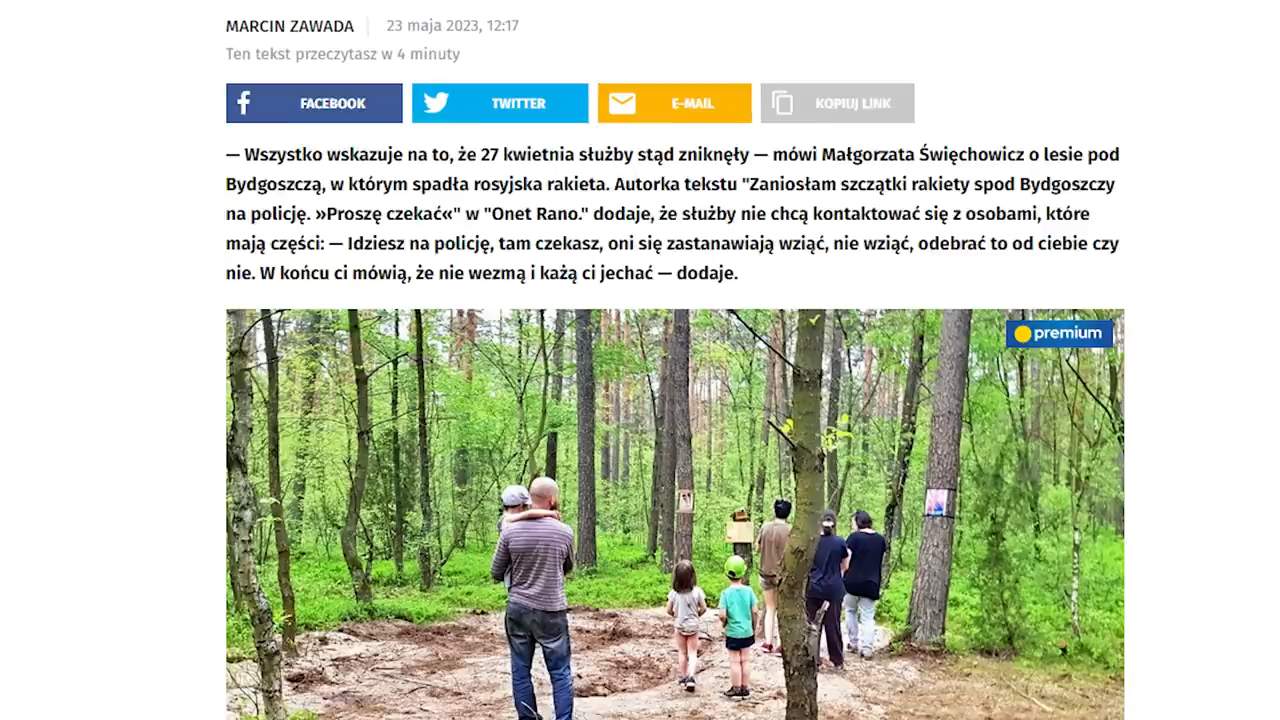 MARCIN ZAWADA 23 maja 2023, 12:17
Ten tekst przeczytasz w 4 minuty
FACEBOOK TWITTER E-MAIL KOPIUJ LINK
— Wszystko wskazuje na to, że 27 kwietnia służby stąd zniknęły — mówi Małgorzata Święchowicz o lesie pod
Bydgoszczą, w którym spadła rosyjska rakieta. Autorka tekstu "Zaniosłam szczątki rakiety spod Bydgoszczy
na policję. »Proszę czekać«" w "Onet Rano." dodaje, że służby nie chcą kontaktować się z osobami, które
mają części: — Idziesz na policję, tam czekasz, oni się zastanawiają wziąć, nie wziąć, odebrać to od ciebie czy
nie. W końcu ci mówią, że nie wezmą i każą ci jechać — dodaje.
premium